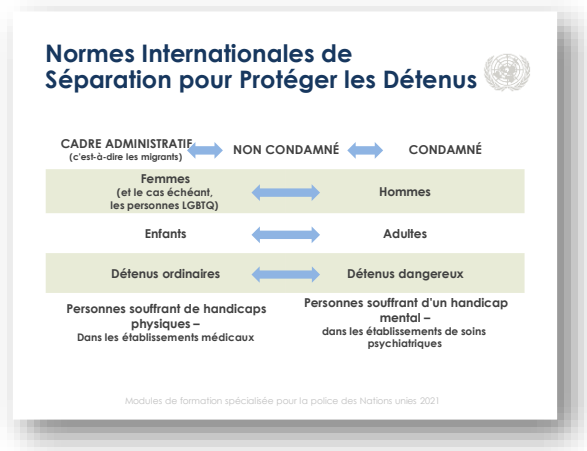 Normes Internationales de
Séparation pour Protéger les Détenus
CADRE ADMINISTRATIF
(c'est-à-dire les migrants)
NON CONDAMNÉ
CONDAMNÉ
Femmes
(et le cas échéant,
les personnes LGBTQ)
Hommes
Enfants
Adultes
Détenus ordinaires
Détenus dangereux
Personnes souffrant de handicaps
physiques –
Dans les établissements médicaux
Personnes souffrant d'un handicap
mental –
dans les établissements de soins
psychiatriques
Modules de formation spécialisée pour la police des Nations unies 2021